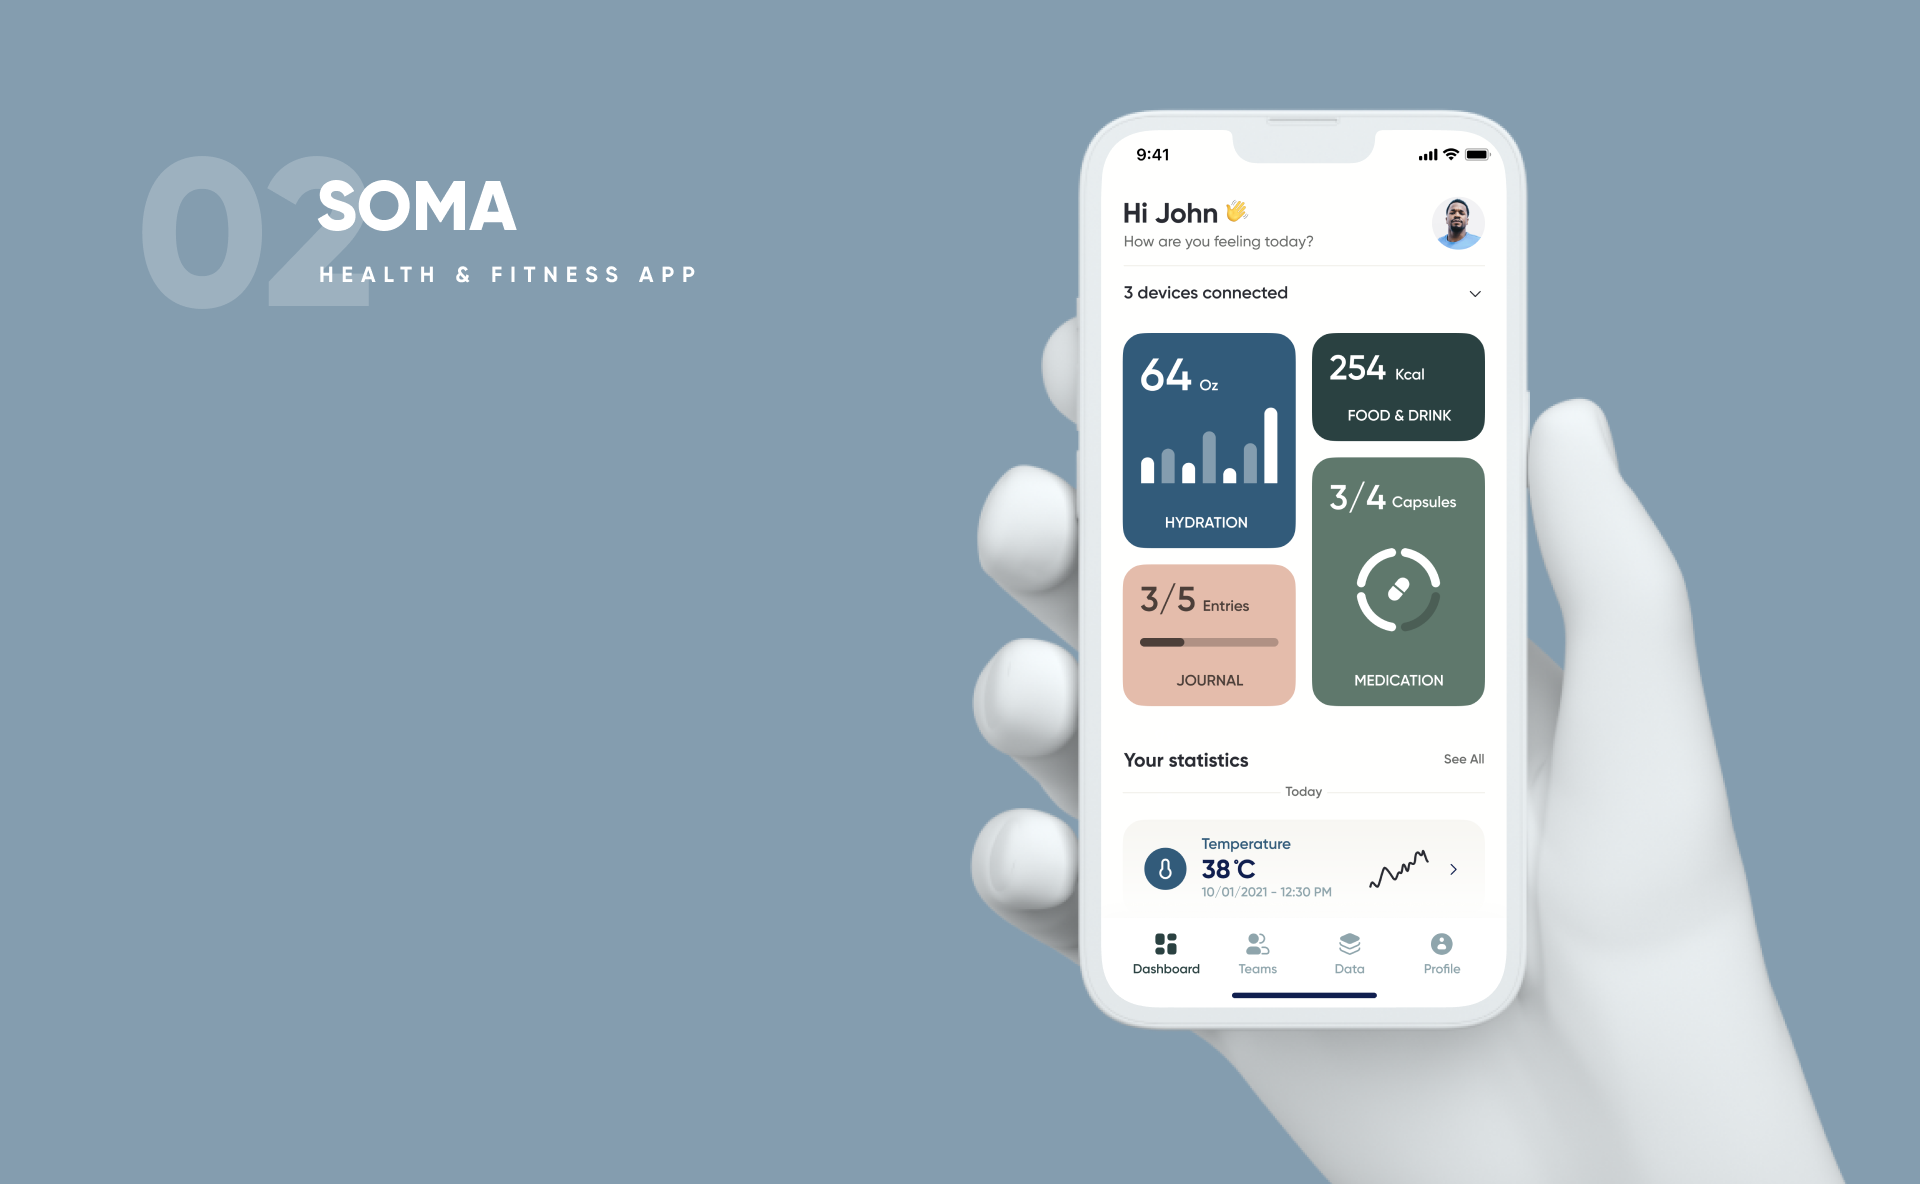 02
SOMA
HEALTH & FITNESS APP
9:41
Hi John 👋
How are you feeling today?
3 devices connected
64 Oz
HYDRATION
254 Kcal
FOOD & DRINK
3/4 Capsules
MEDICATION
3/5 Entries
JOURNAL
Your statistics
See All
Today
Temperature
38°C
10/01/2021 - 12:30 PM
Dashboard
Teams
Data
Profile